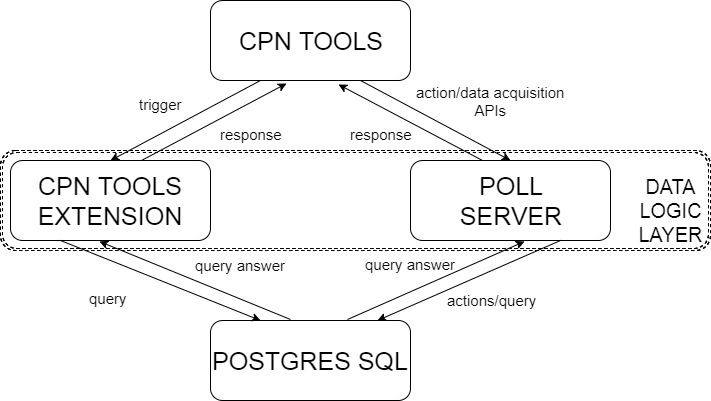 CPN TOOLS
trigger
action/data acquisition
APIs
response
response
CPN TOOLS
EXTENSION
POLL
SERVER
DATA
LOGIC
LAYER
query answer
query answer
query
actions/query
POSTGRES SQL